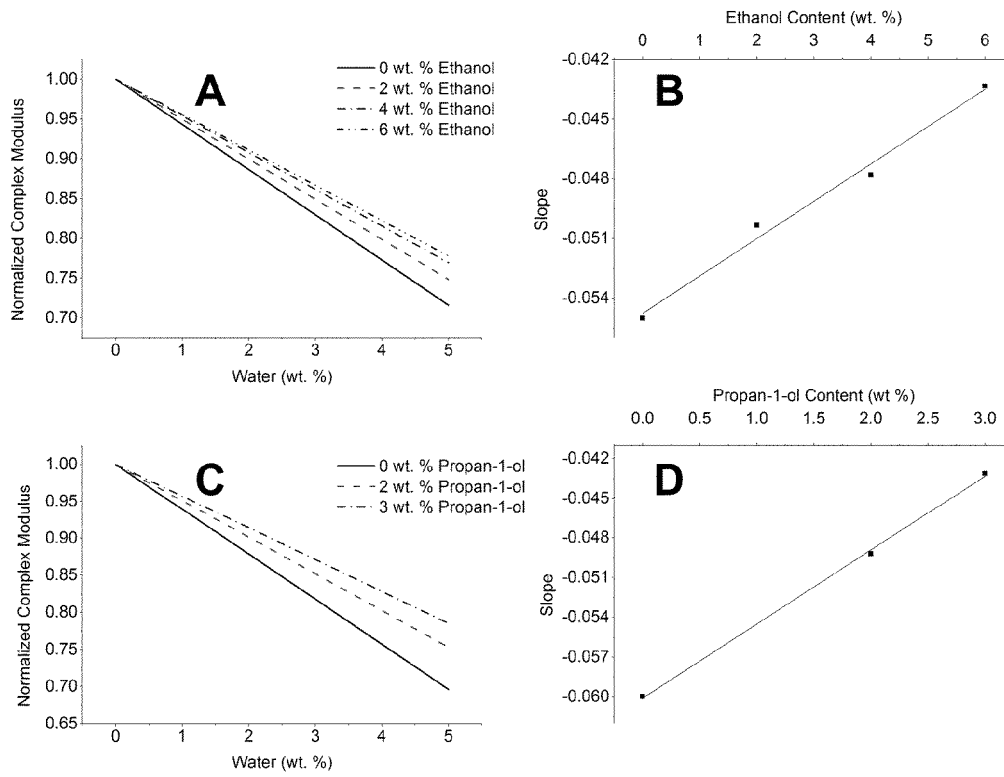 A
0 wt. % Ethanol
2 wt. % Ethanol
4 wt. % Ethanol
6 wt. % Ethanol
Normalized Complex Modulus
1.00
0.95
0.90
0.85
0.80
0.75
0.70
0 1 2 3 4 5
Water (wt. %)
Ethanol Content (wt. %)
0 1 2 3 4 5 6
B
Slope
-0.042
-0.045
-0.048
-0.051
-0.054
C
0 wt. % Propan-1-ol
2 wt. % Propan-1-ol
3 wt. % Propan-1-ol
Normalized Complex Modulus
1.00
0.95
0.90
0.85
0.80
0.75
0.70
0.65
0 1 2 3 4 5
Water (wt. %)
Propan-1-ol Content (wt %)
0.0 0.5 1.0 1.5 2.0 2.5 3.0
D
Slope
-0.042
-0.045
-0.048
-0.051
-0.054
-0.057
-0.060